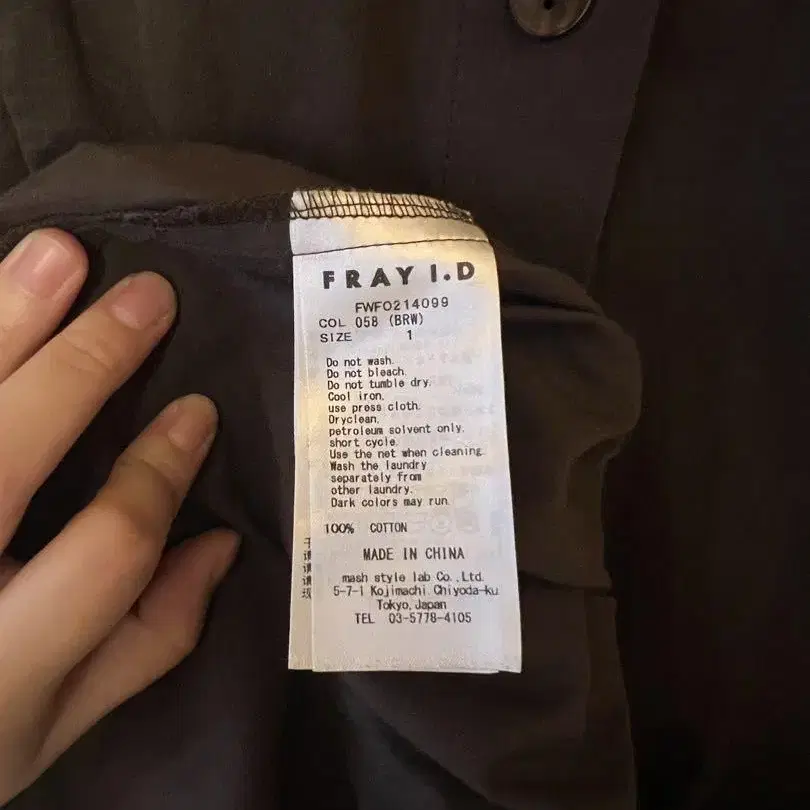 FRAY I.D
FWFO214099
COL 058 (BRW)
SIZE 1
Do not wash.
Do not bleach.
Do not tumble dry.
Cool iron,
use press cloth.
Dryclean,
petroleum solvent only.
short cycle.
Use the net when cleaning.
Wash the laundry
separately from
other laundry.
Dark colors may run.
100% COTTON
MADE IN CHINA
mash style lab Co.,Ltd.
5-7-1 Kojimachi Chiyoda-ku
Tokyo,Japan
TEL 03-5778-4105